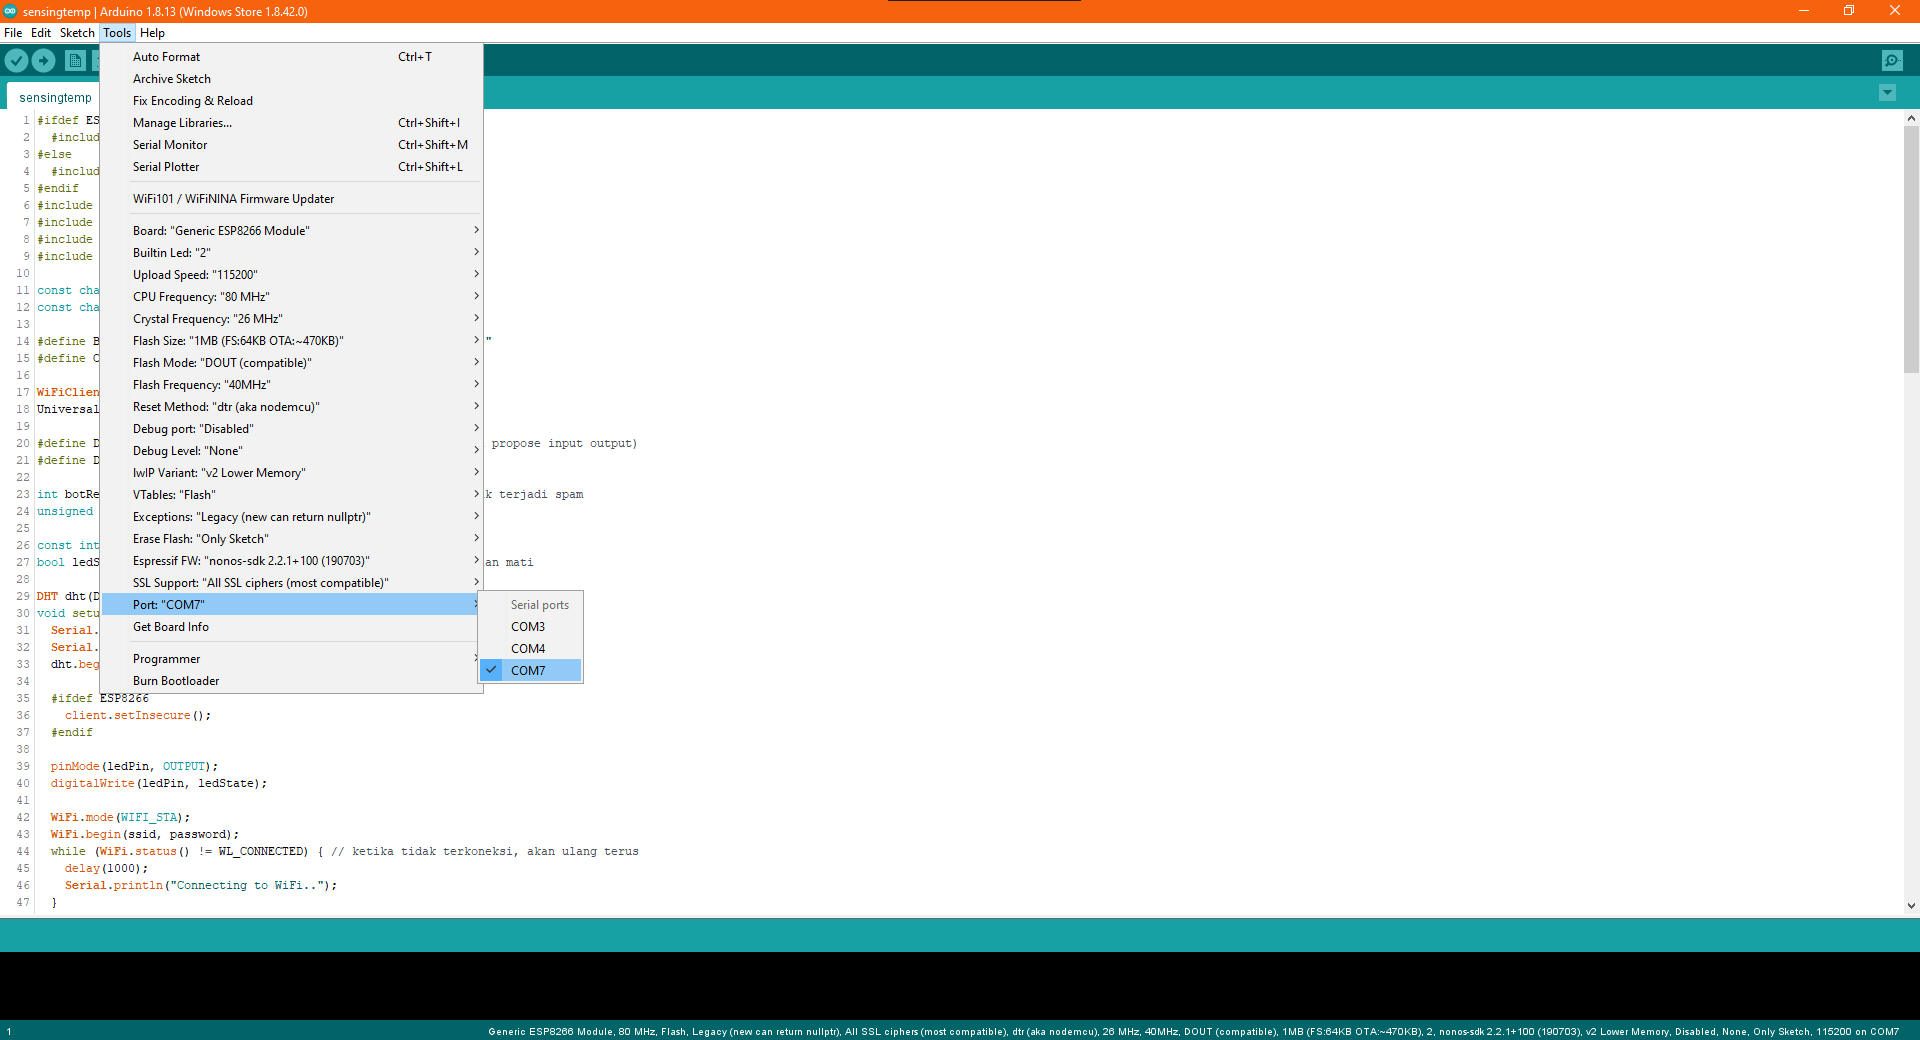 sensingtemp | Arduino 1.8.13 (Windows Store 1.8.42.0)
File Edit Sketch Tools Help
Auto Format Ctrl+T
Archive Sketch
Fix Encoding & Reload
Manage Libraries... Ctrl+Shift+I
Serial Monitor Ctrl+Shift+M
Serial Plotter Ctrl+Shift+L
WiFi101 / WiFiNINA Firmware Updater
Board: "Generic ESP8266 Module"
Builtin Led: "2"
Upload Speed: "115200"
CPU Frequency: "80 MHz"
Crystal Frequency: "26 MHz"
Flash Size: "1MB (FS:64KB OTA:~470KB)"
Flash Mode: "DOUT (compatible)"
Flash Frequency: "40MHz"
Reset Method: "dtr (aka nodemcu)"
Debug port: "Disabled"
Debug Level: "None"
lwIP Variant: "v2 Lower Memory"
VTables: "Flash"
Exceptions: "Legacy (new can return nullptr)"
Erase Flash: "Only Sketch"
Espressif FW: "nonos-sdk 2.2.1+100 (190703)"
SSL Support: "All SSL ciphers (most compatible)"
Port: "COM7"
Get Board Info
Programmer
Burn Bootloader
Serial ports
COM3
COM4
COM7
sensingtemp
1 #ifdef ES
2 #includ
3 #else
4 #includ
5 #endif
6 #include
7 #include
8 #include
9 #include
10
11 const cha
12 const cha
13
14 #define B "
15 #define C
16
17 WiFiClien
18 Universal
19
20 #define D propose input output)
21 #define D
22
23 int botRe k terjadi spam
24 unsigned
25
26 const int
27 bool ledS an mati
28
29 DHT dht(D
30 void setu
31 Serial.
32 Serial.
33 dht.beg
34
35 #ifdef ESP8266
36 client.setInsecure();
37 #endif
38
39 pinMode(ledPin, OUTPUT);
40 digitalWrite(ledPin, ledState);
41
42 WiFi.mode(WIFI_STA);
43 WiFi.begin(ssid, password);
44 while (WiFi.status() != WL_CONNECTED) { // ketika tidak terkoneksi, akan ulang terus
45 delay(1000);
46 Serial.println("Connecting to WiFi..");
47 }
1 Generic ESP8266 Module, 80 MHz, Flash, Legacy (new can return nullptr), All SSL ciphers (most compatible), dtr (aka nodemcu), 26 MHz, 40MHz, DOUT (compatible), 1MB (FS:64KB OTA:~470KB), 2, nonos-sdk 2.2.1+100 (190703), v2 Lower Memory, Disabled, None, Only Sketch, 115200 on COM7